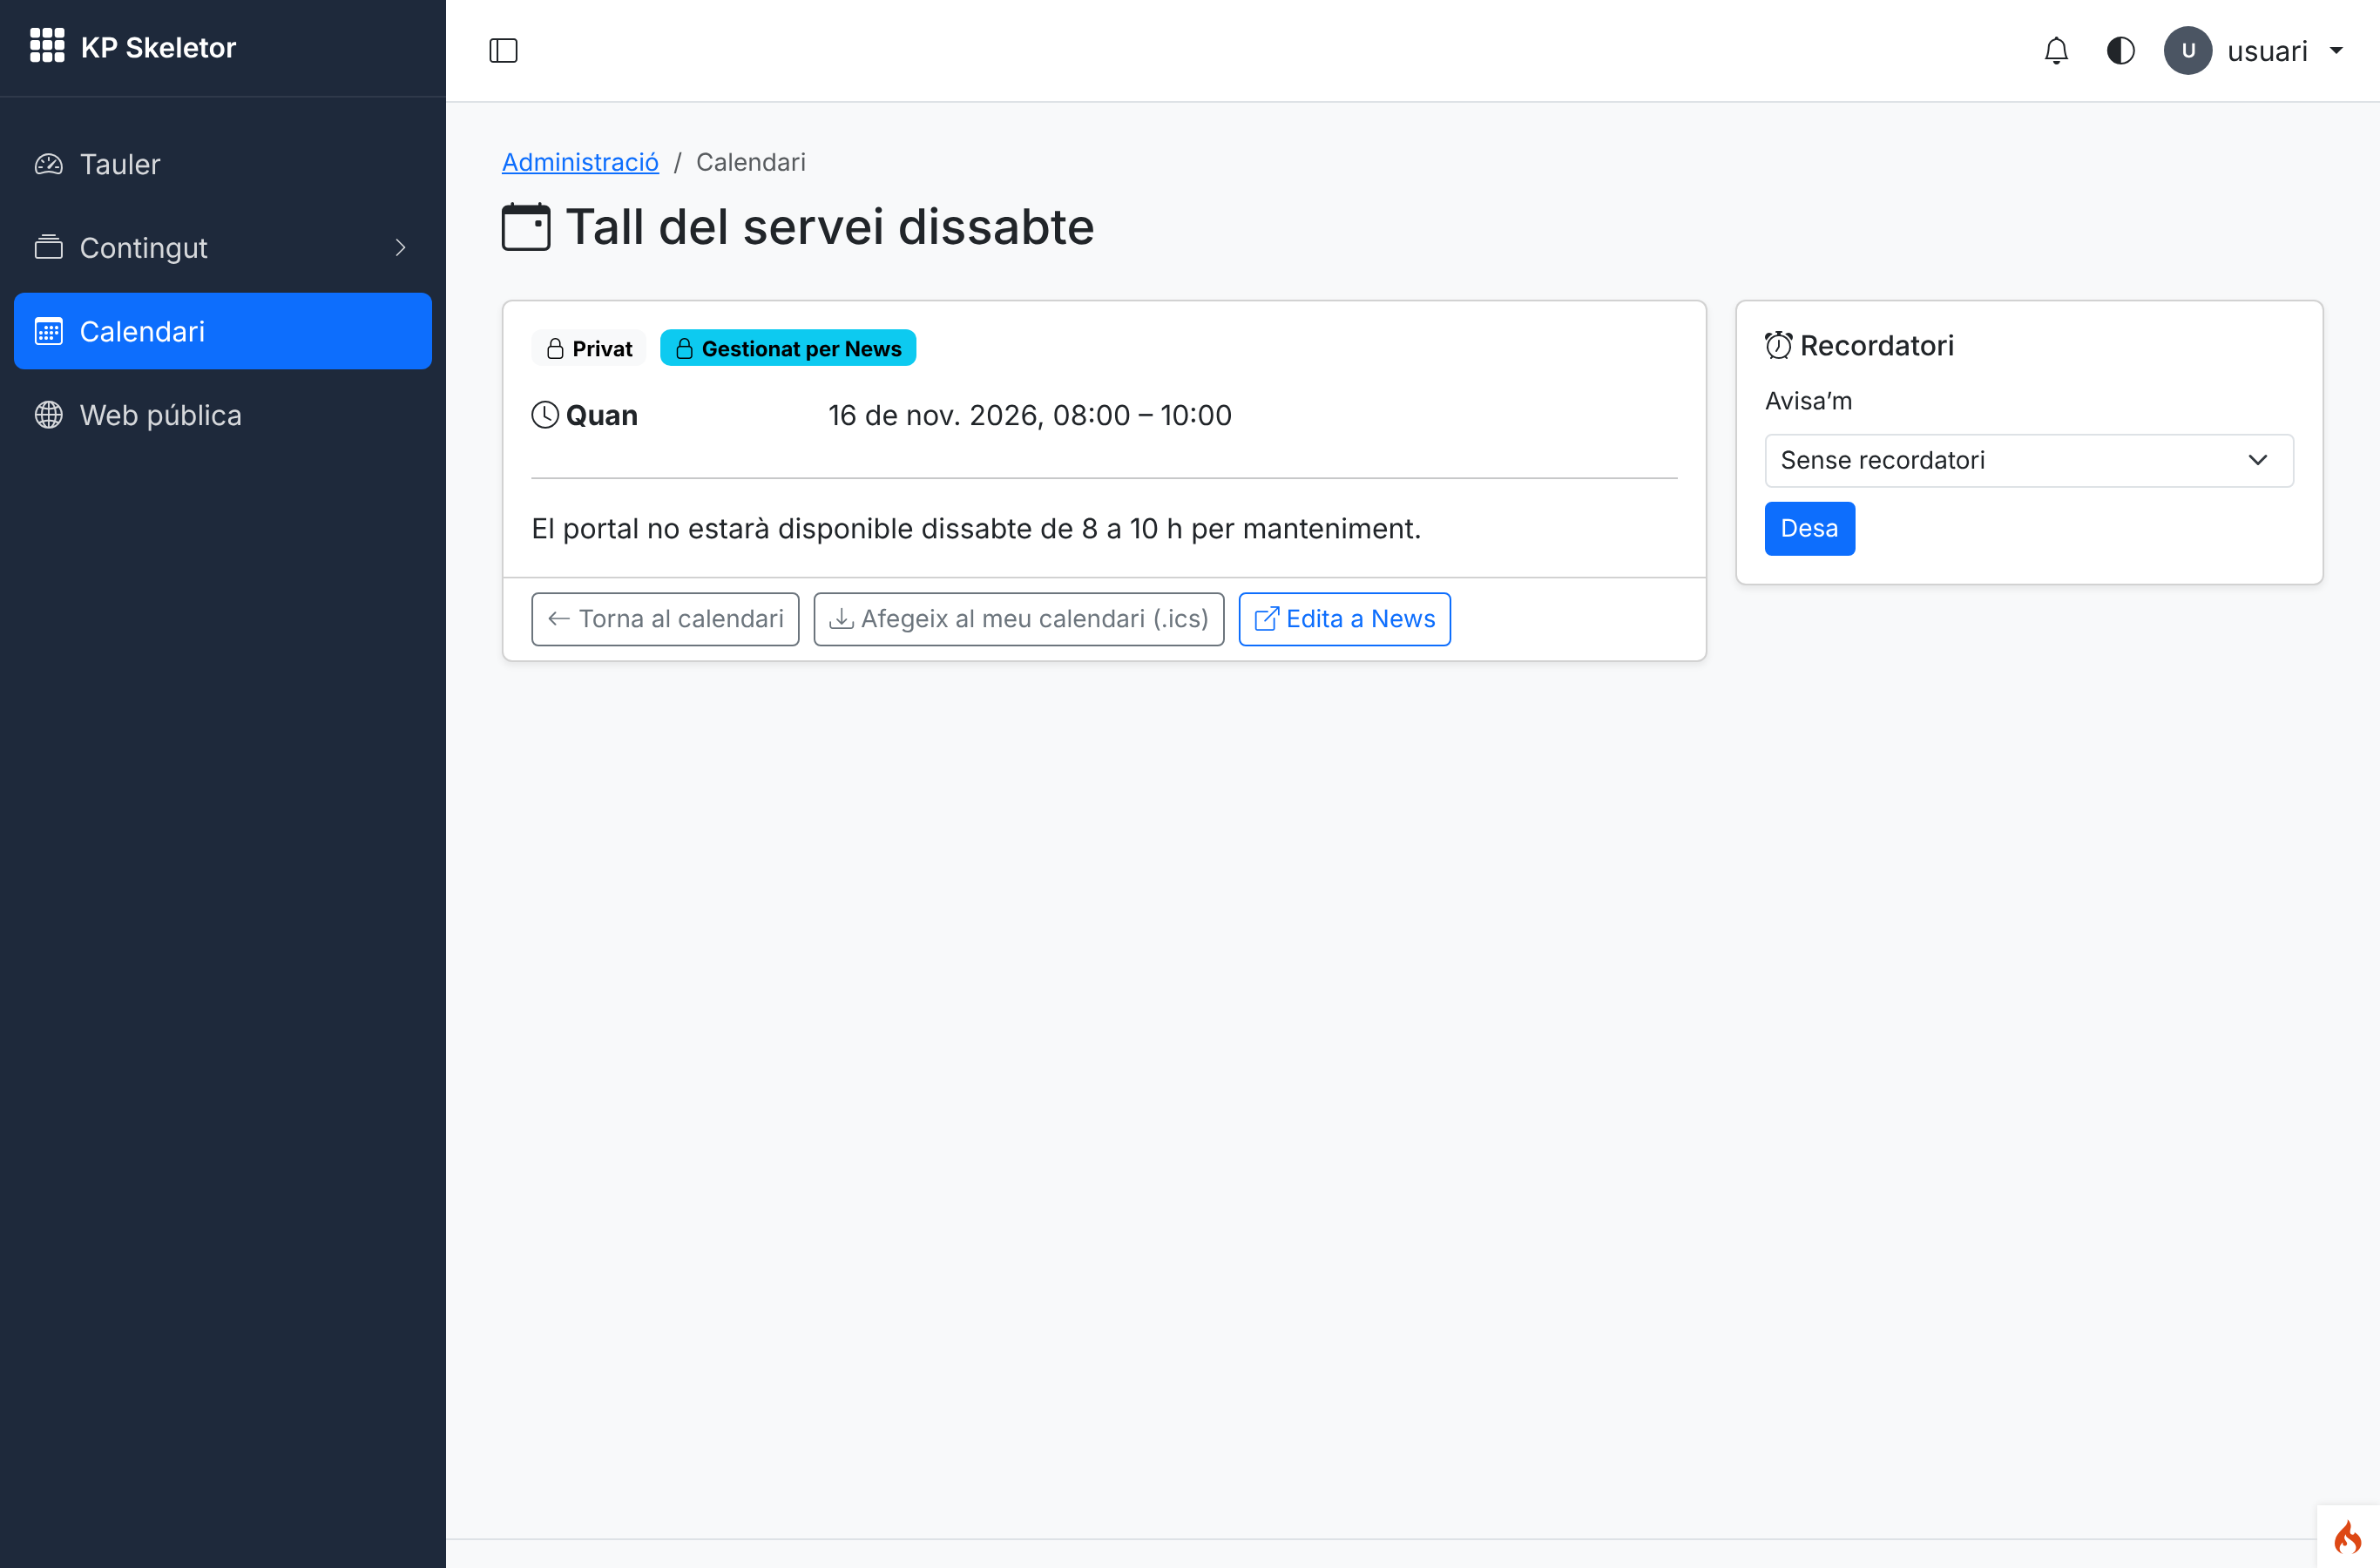 KP Skeletor
U usuari
Tauler
Contingut
Calendari
Web pública
Administració / Calendari
Tall del servei dissabte
Privat
Gestionat per News
Quan 16 de nov. 2026, 08:00 – 10:00
El portal no estarà disponible dissabte de 8 a 10 h per manteniment.
Torna al calendari
Afegeix al meu calendari (.ics)
Edita a News
Recordatori
Avisa’m
Sense recordatori
Desa